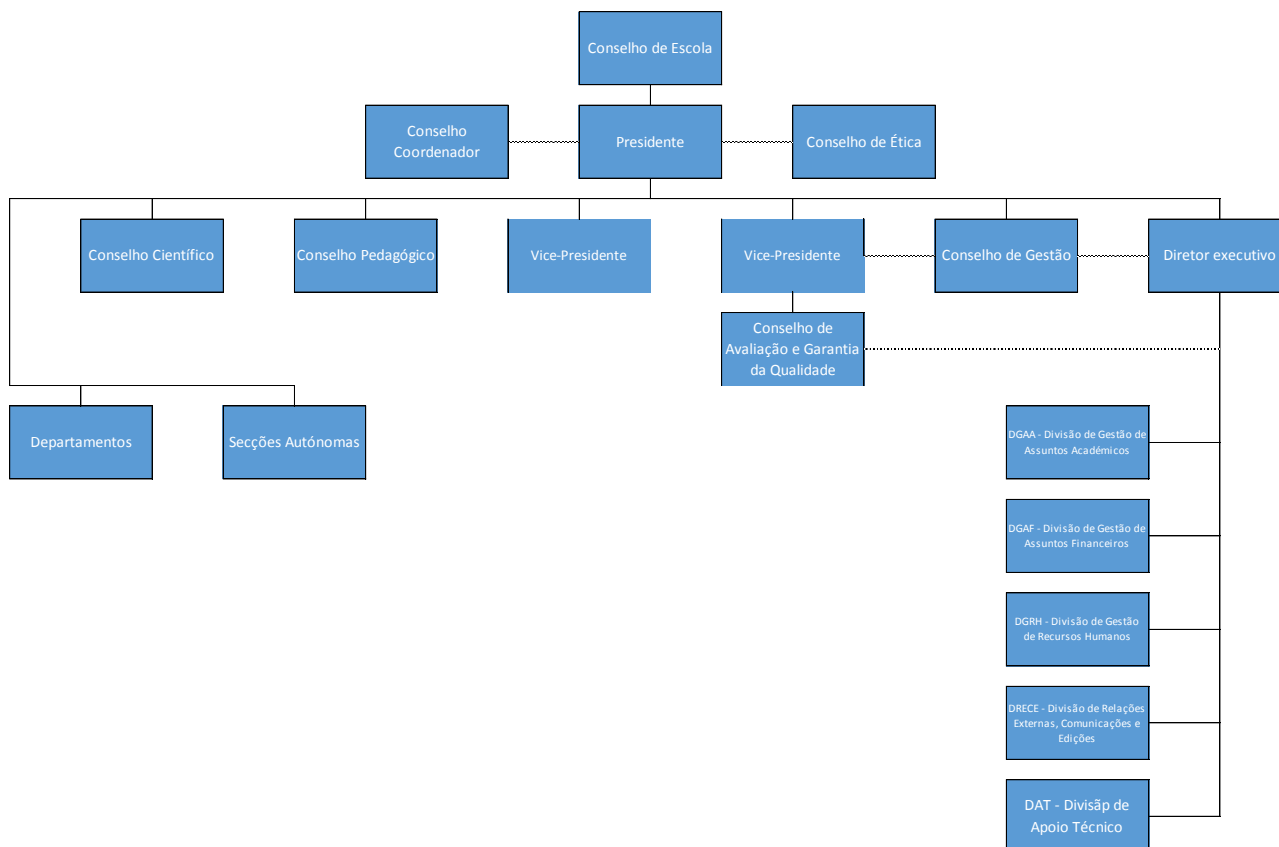 Conselho de Escola
Conselho
Coordenador
Presidente
Conselho de Ética
Conselho Científico
Conselho Pedagógico
Vice-Presidente
Vice-Presidente
Conselho de Gestão
Diretor executivo
Conselho de
Avaliação e Garantia
da Qualidade
Departamentos
Secções Autónomas
DGAA - Divisão de Gestão de
Assuntos Académicos
DGAF - Divisão de Gestão de
Assuntos Financeiros
DGRH - Divisão de Gestão
de Recursos Humanos
DRECE - Divisão de Relações
Externas, Comunicações e
Edições
DAT - Divisãp de
Apoio Técnico